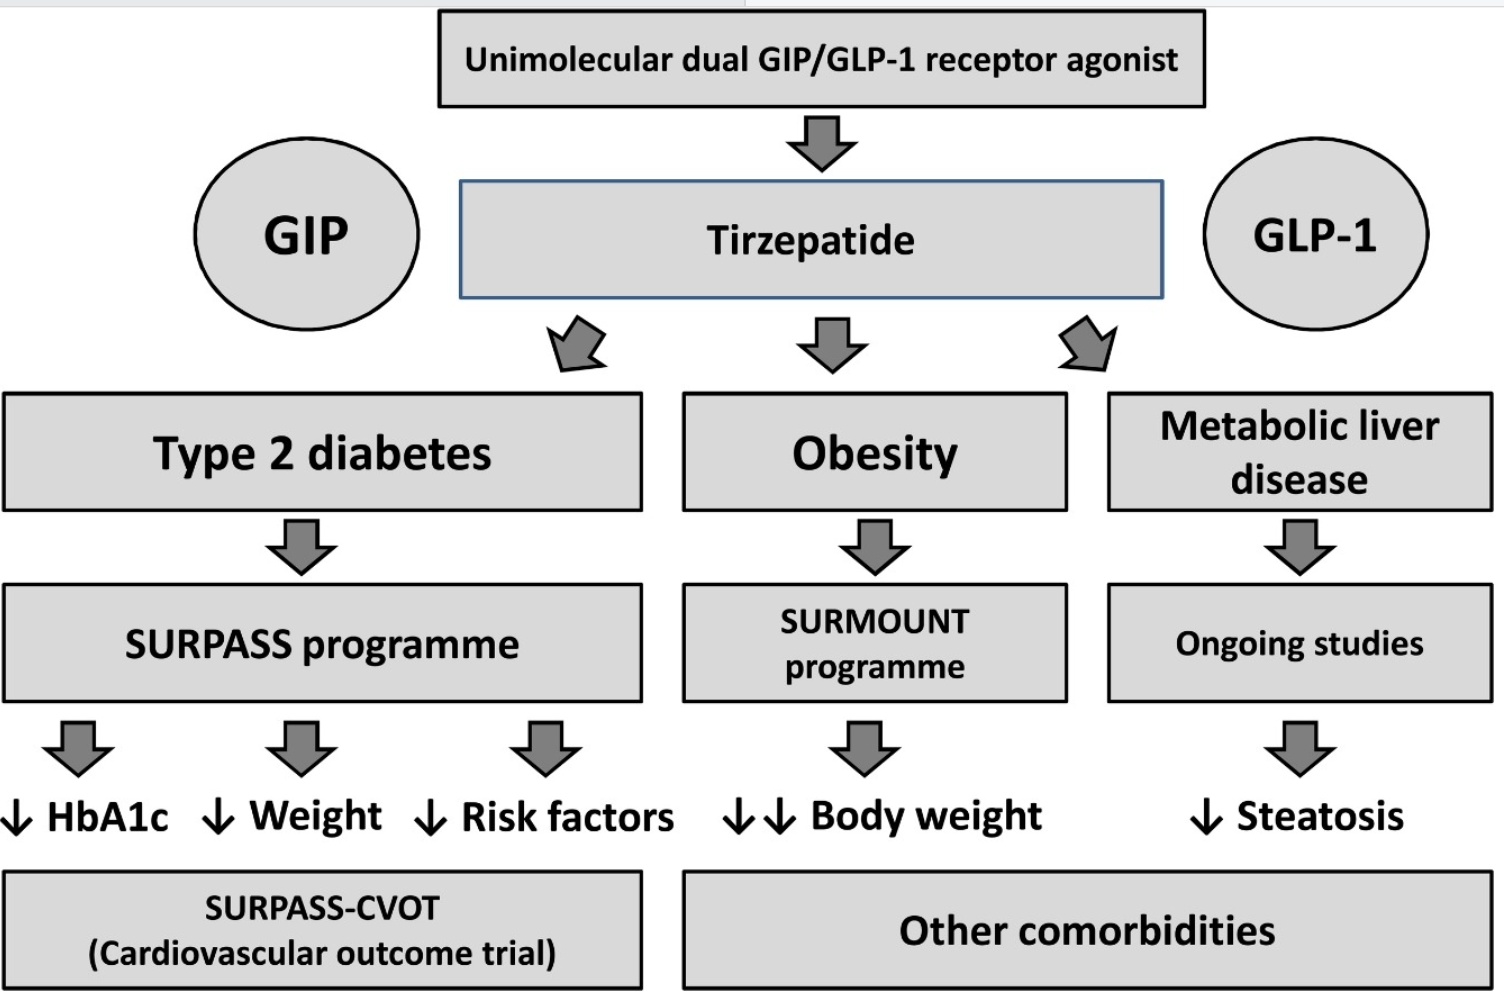 Unimolecular dual GIP/GLP-1 receptor agonist
GIP
Tirzepatide
GLP-1
Type 2 diabetes
Obesity
Metabolic liver
disease
SURPASS programme
SURMOUNT
programme
Ongoing studies
↓ HbA1c
↓ Weight
↓ Risk factors
↓↓ Body weight
↓ Steatosis
SURPASS-CVOT
(Cardiovascular outcome trial)
Other comorbidities